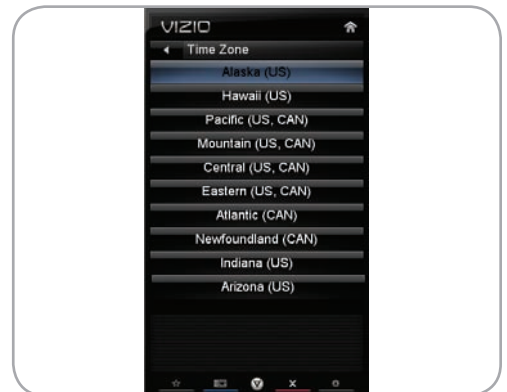 VIZIO
Time Zone
Alaska (US)
Hawaii (US)
Pacific (US, CAN)
Mountain (US, CAN)
Central (US, CAN)
Eastern (US, CAN)
Atlantic (CAN)
Newfoundland (CAN)
Indiana (US)
Arizona (US)